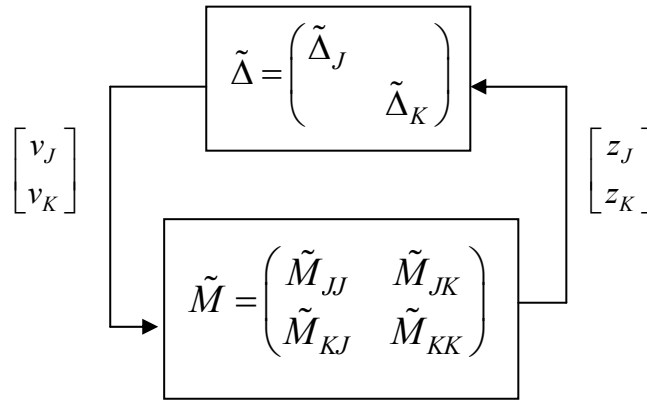 Δ̃ = ( Δ̃_J
Δ̃_K )
[ v_J
v_K ]
[ z_J
z_K ]
M̃ = ( M̃_JJ M̃_JK
M̃_KJ M̃_KK )